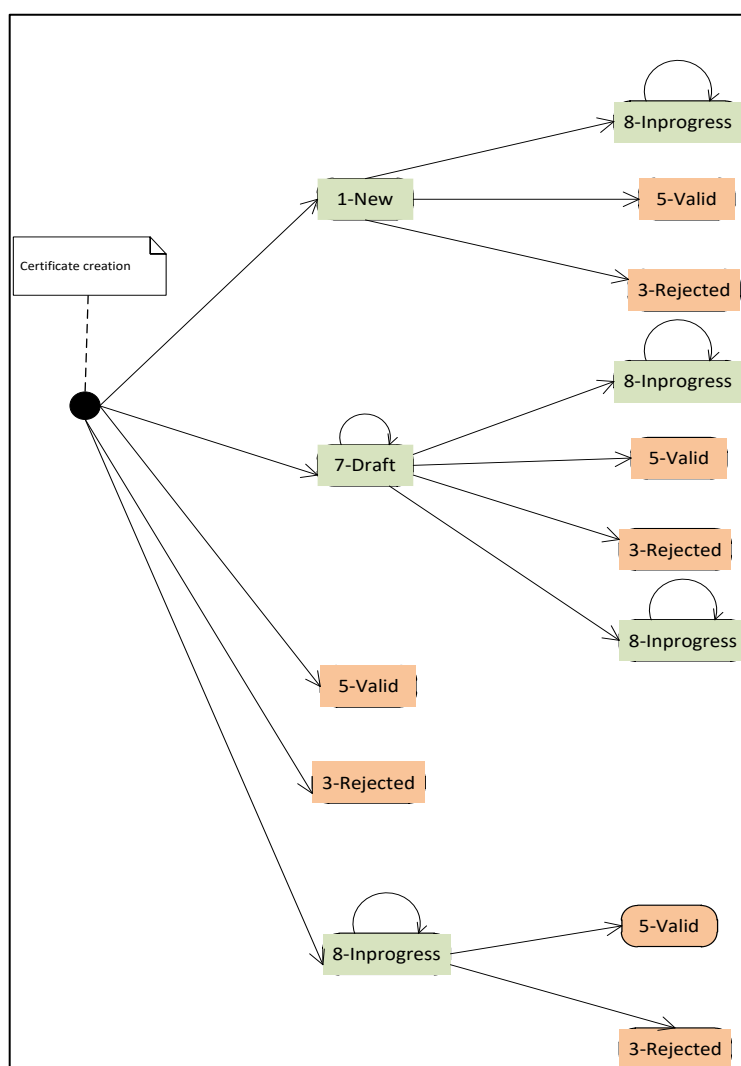 8-Inprogress
1-New
5-Valid
Certificate creation
3-Rejected
8-Inprogress
7-Draft
5-Valid
3-Rejected
8-Inprogress
5-Valid
3-Rejected
5-Valid
8-Inprogress
3-Rejected